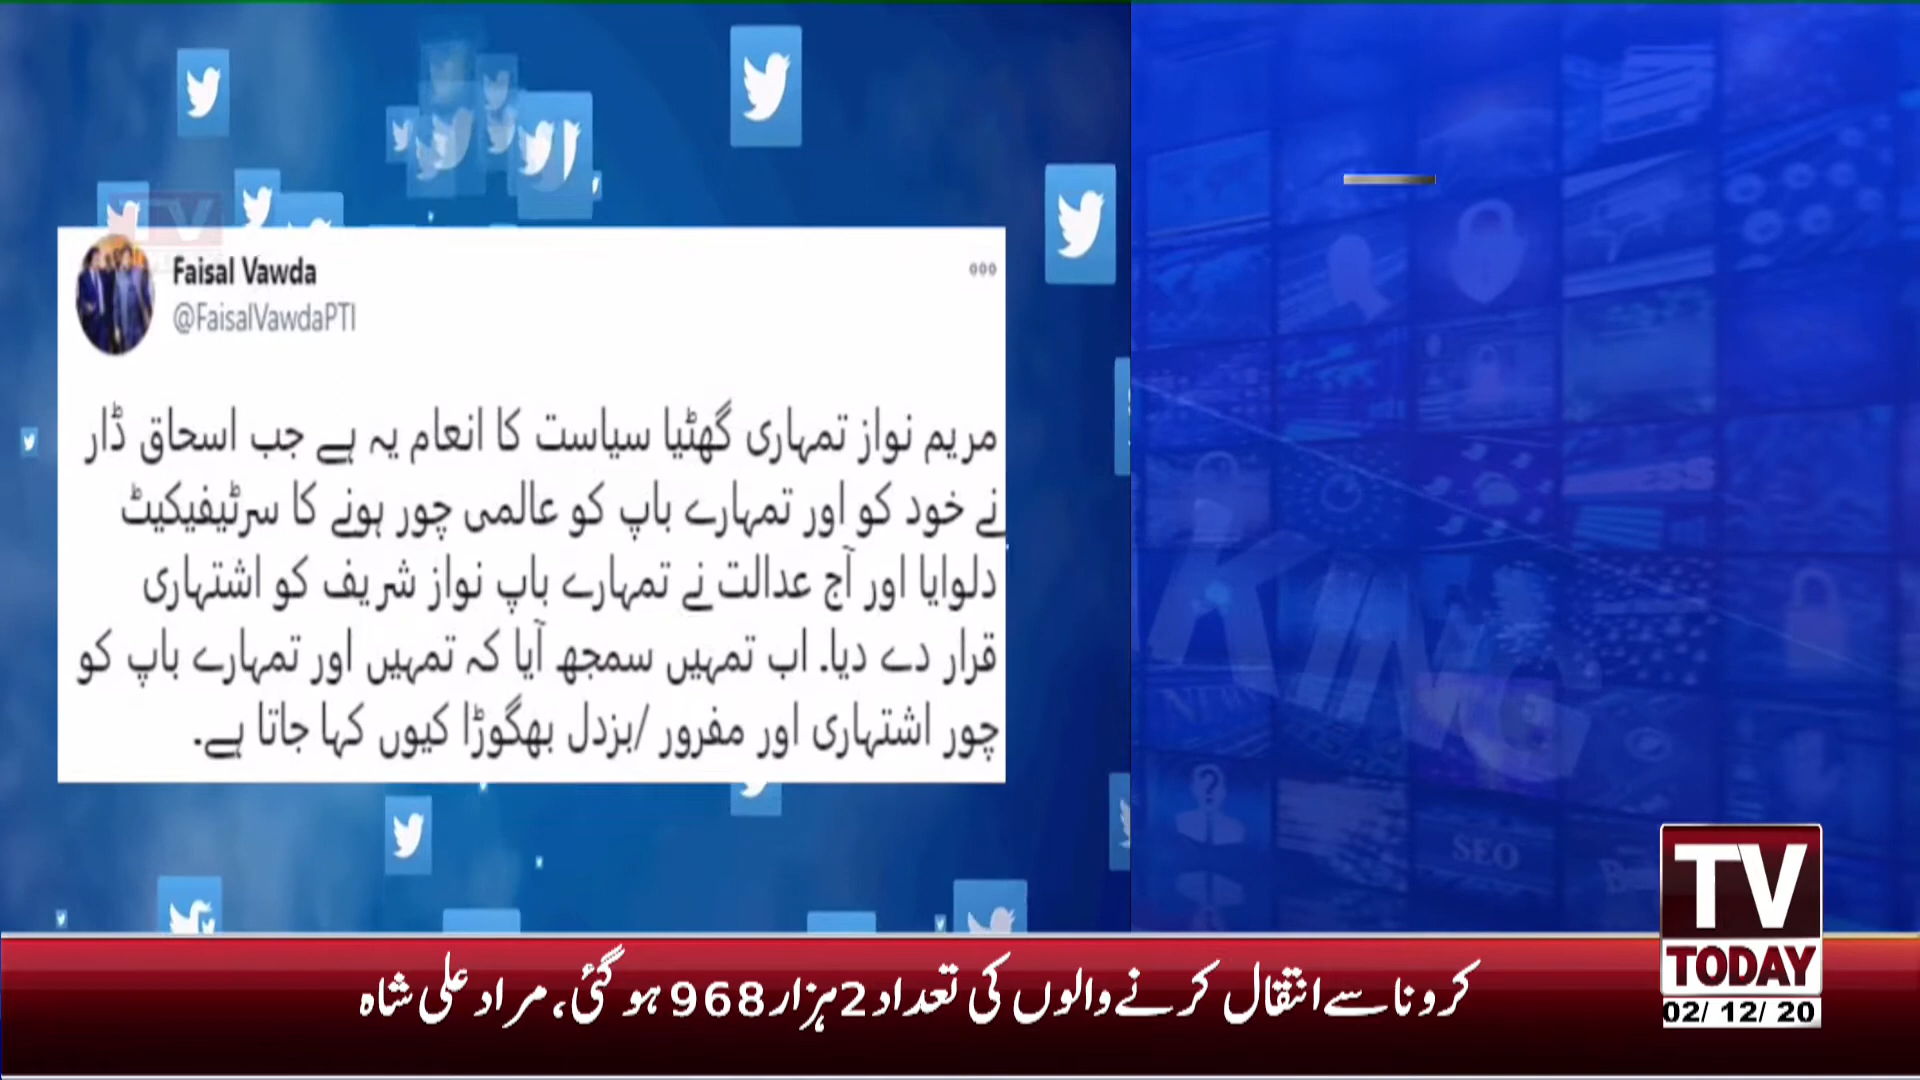 Faisal Vawda
@FaisalVawdaPTI
مریم نواز تمہاری گھٹیا سیاست کا انعام یہ ہے جب اسحاق ڈار
نے خود کو اور تمہارے باپ کو عالمی چور ہونے کا سرٹیفیکیٹ
دلوایا اور آج عدالت نے تمہارے باپ نواز شریف کو اشتہاری
قرار دے دیا۔ اب تمہیں سمجھ آیا کہ تمہیں اور تمہارے باپ کو
چور اشتہاری اور مفرور /بزدل بھگوڑا کیوں کہا جاتا ہے۔
KING
NEWS
SEO
TV
TODAY
02/ 12/ 20
کرونا سے انتقال کرنے والوں کی تعداد 2 ہزار 968 ہو گئی، مراد علی شاہ